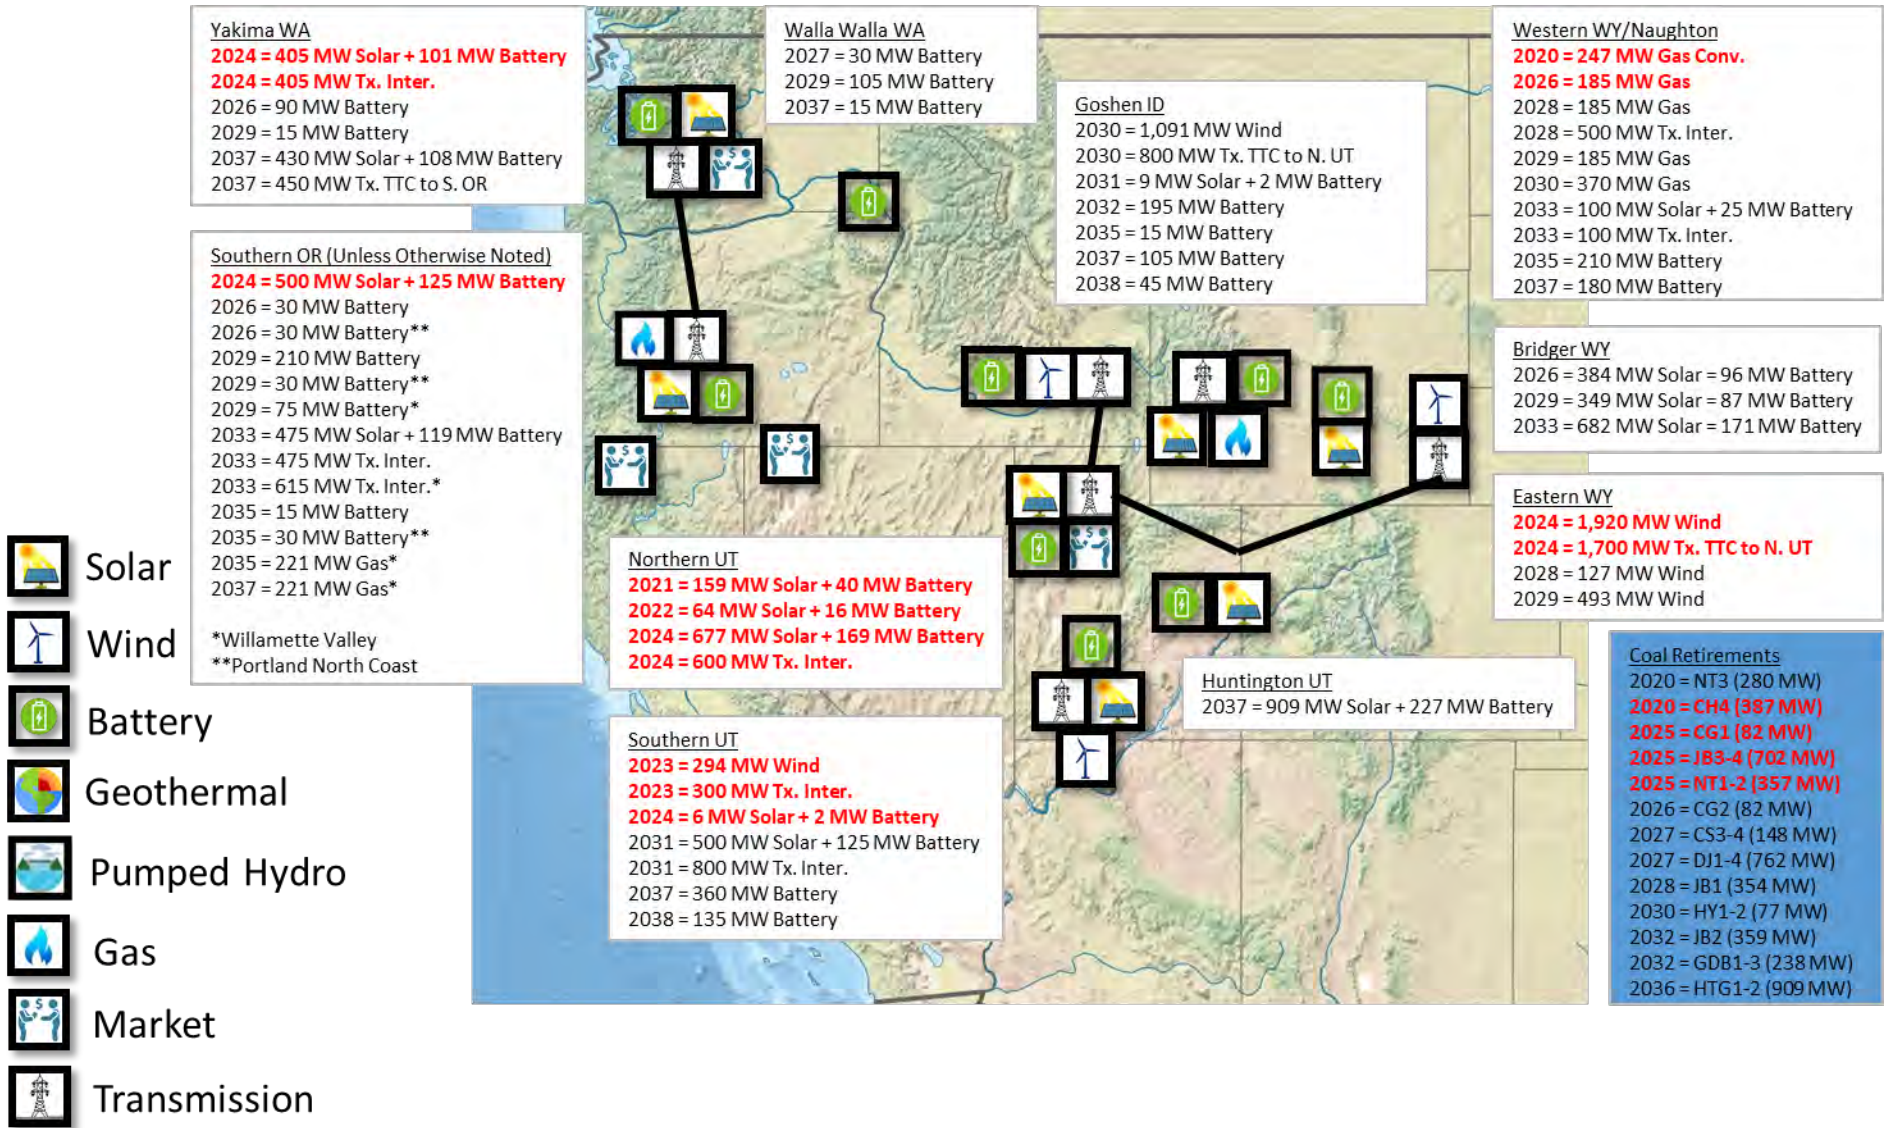 Yakima WA
2024 = 405 MW Solar + 101 MW Battery
2024 = 405 MW Tx. Inter.
2026 = 90 MW Battery
2029 = 15 MW Battery
2037 = 430 MW Solar + 108 MW Battery
2037 = 450 MW Tx. TTC to S. OR
Walla Walla WA
2027 = 30 MW Battery
2029 = 105 MW Battery
2037 = 15 MW Battery
Goshen ID
2030 = 1,091 MW Wind
2030 = 800 MW Tx. TTC to N. UT
2031 = 9 MW Solar + 2 MW Battery
2032 = 195 MW Battery
2035 = 15 MW Battery
2037 = 105 MW Battery
2038 = 45 MW Battery
Western WY/Naughton
2020 = 247 MW Gas Conv.
2026 = 185 MW Gas
2028 = 185 MW Gas
2028 = 500 MW Tx. Inter.
2029 = 185 MW Gas
2030 = 370 MW Gas
2033 = 100 MW Solar + 25 MW Battery
2033 = 100 MW Tx. Inter.
2035 = 210 MW Battery
2037 = 180 MW Battery
Southern OR (Unless Otherwise Noted)
2024 = 500 MW Solar + 125 MW Battery
2026 = 30 MW Battery
2026 = 30 MW Battery**
2029 = 210 MW Battery
2029 = 30 MW Battery**
2029 = 75 MW Battery*
2033 = 475 MW Solar + 119 MW Battery
2033 = 475 MW Tx. Inter.
2033 = 615 MW Tx. Inter.*
2035 = 15 MW Battery
2035 = 30 MW Battery**
2035 = 221 MW Gas*
2037 = 221 MW Gas*
*Willamette Valley
**Portland North Coast
Bridger WY
2026 = 384 MW Solar = 96 MW Battery
2029 = 349 MW Solar = 87 MW Battery
2033 = 682 MW Solar = 171 MW Battery
Eastern WY
2024 = 1,920 MW Wind
2024 = 1,700 MW Tx. TTC to N. UT
2028 = 127 MW Wind
2029 = 493 MW Wind
Northern UT
2021 = 159 MW Solar + 40 MW Battery
2022 = 64 MW Solar + 16 MW Battery
2024 = 677 MW Solar + 169 MW Battery
2024 = 600 MW Tx. Inter.
Huntington UT
2037 = 909 MW Solar + 227 MW Battery
Southern UT
2023 = 294 MW Wind
2023 = 300 MW Tx. Inter.
2024 = 6 MW Solar + 2 MW Battery
2031 = 500 MW Solar + 125 MW Battery
2031 = 800 MW Tx. Inter.
2037 = 360 MW Battery
2038 = 135 MW Battery
Coal Retirements
2020 = NT3 (280 MW)
2020 = CH4 (387 MW)
2025 = CG1 (82 MW)
2025 = JB3-4 (702 MW)
2025 = NT1-2 (357 MW)
2026 = CG2 (82 MW)
2027 = CS3-4 (148 MW)
2027 = DJ1-4 (762 MW)
2028 = JB1 (354 MW)
2030 = HY1-2 (77 MW)
2032 = JB2 (359 MW)
2032 = GDB1-3 (238 MW)
2036 = HTG1-2 (909 MW)
Solar
Wind
Battery
Geothermal
Pumped Hydro
Gas
Market
Transmission